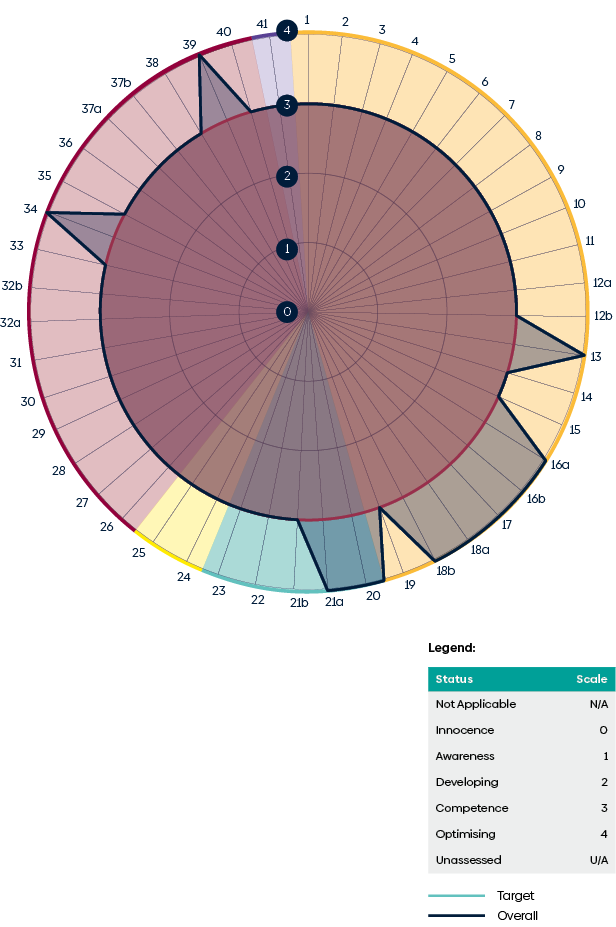 1
2
3
4
5
6
7
8
9
10
11
12a
12b
13
14
15
16a
16b
17
18a
18b
19
20
21a
21b
22
23
24
25
26
27
28
29
30
31
32a
32b
33
34
35
36
37a
37b
38
39
40
41
4
3
2
1
0
Legend:
Status Scale
Not Applicable N/A
Innocence 0
Awareness 1
Developing 2
Competence 3
Optimising 4
Unassessed U/A
Target
Overall